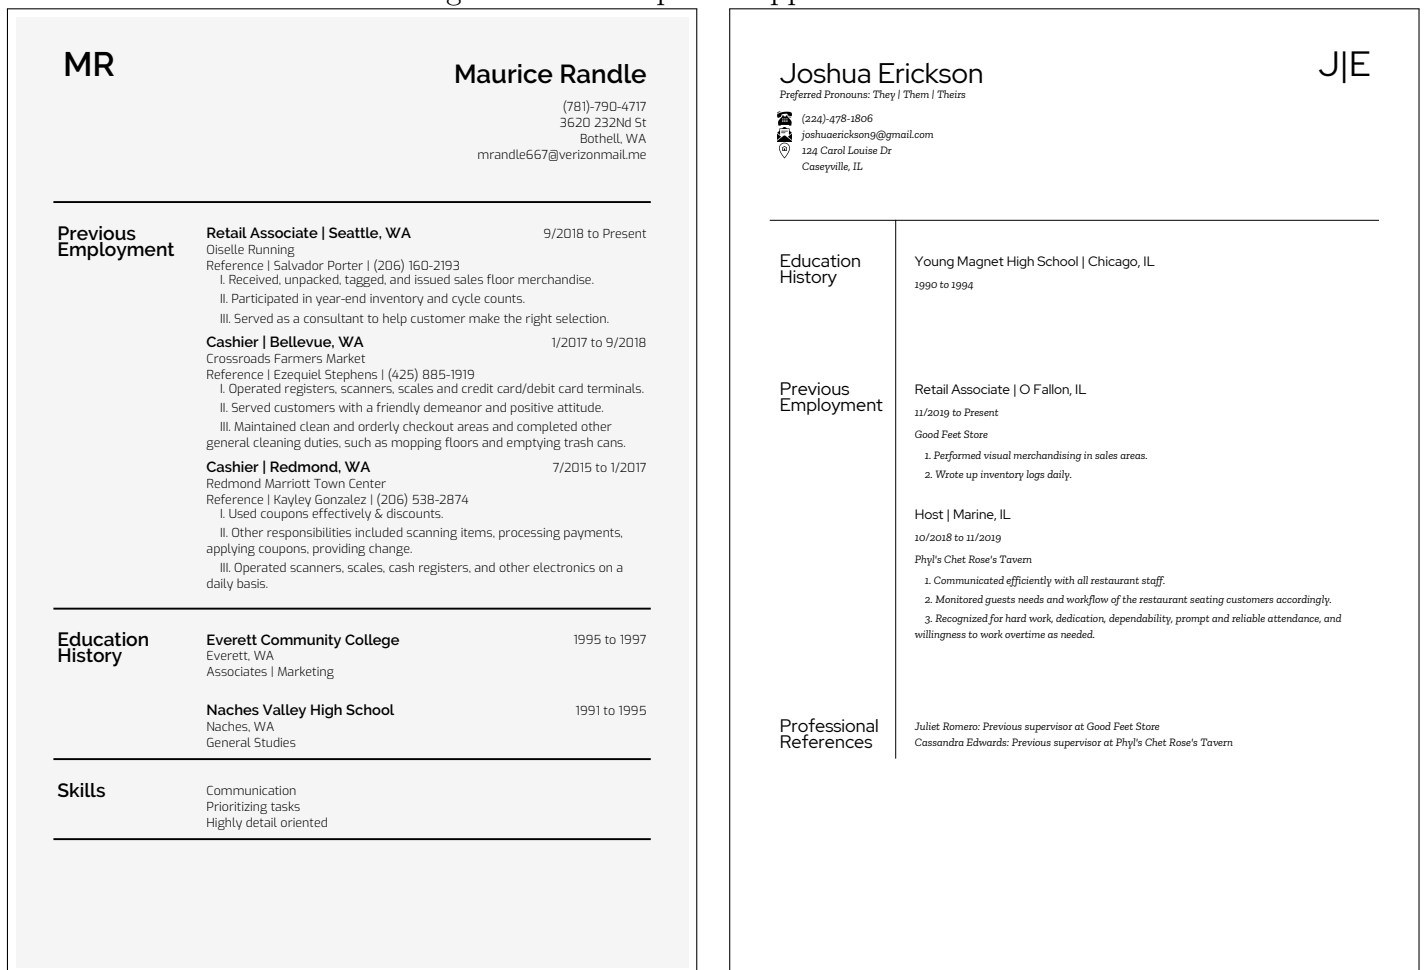 MR
Maurice Randle
(781)-790-4717
3620 232Nd St
Bothell, WA
mrandle667@verizonmail.me
Previous
Employment
Retail Associate | Seattle, WA
9/2018 to Present
Oiselle Running
Reference | Salvador Porter | (206) 160-2193
I. Received, unpacked, tagged, and issued sales floor merchandise.
II. Participated in year-end inventory and cycle counts.
III. Served as a consultant to help customer make the right selection.
Cashier | Bellevue, WA
1/2017 to 9/2018
Crossroads Farmers Market
Reference | Ezequiel Stephens | (425) 885-1919
I. Operated registers, scanners, scales and credit card/debit card terminals.
II. Served customers with a friendly demeanor and positive attitude.
III. Maintained clean and orderly checkout areas and completed other
general cleaning duties, such as mopping floors and emptying trash cans.
Cashier | Redmond, WA
7/2015 to 1/2017
Redmond Marriott Town Center
Reference | Kayley Gonzalez | (206) 538-2874
I. Used coupons effectively & discounts.
II. Other responsibilities included scanning items, processing payments,
applying coupons, providing change.
III. Operated scanners, scales, cash registers, and other electronics on a
daily basis.
Education
History
Everett Community College
1995 to 1997
Everett, WA
Associates | Marketing
Naches Valley High School
1991 to 1995
Naches, WA
General Studies
Skills
Communication
Prioritizing tasks
Highly detail oriented
Joshua Erickson
J|E
Preferred Pronouns: They | Them | Theirs
(224)-478-1806
joshuaerickson9@gmail.com
124 Carol Louise Dr
Caseyville, IL
Education
History
Young Magnet High School | Chicago, IL
1990 to 1994
Previous
Employment
Retail Associate | O Fallon, IL
11/2019 to Present
Good Feet Store
1. Performed visual merchandising in sales areas.
2. Wrote up inventory logs daily.
Host | Marine, IL
10/2018 to 11/2019
Phyl's Chet Rose's Tavern
1. Communicated efficiently with all restaurant staff.
2. Monitored guests needs and workflow of the restaurant seating customers accordingly.
3. Recognized for hard work, dedication, dependability, prompt and reliable attendance, and
willingness to work overtime as needed.
Professional
References
Juliet Romero: Previous supervisor at Good Feet Store
Cassandra Edwards: Previous supervisor at Phyl's Chet Rose's Tavern